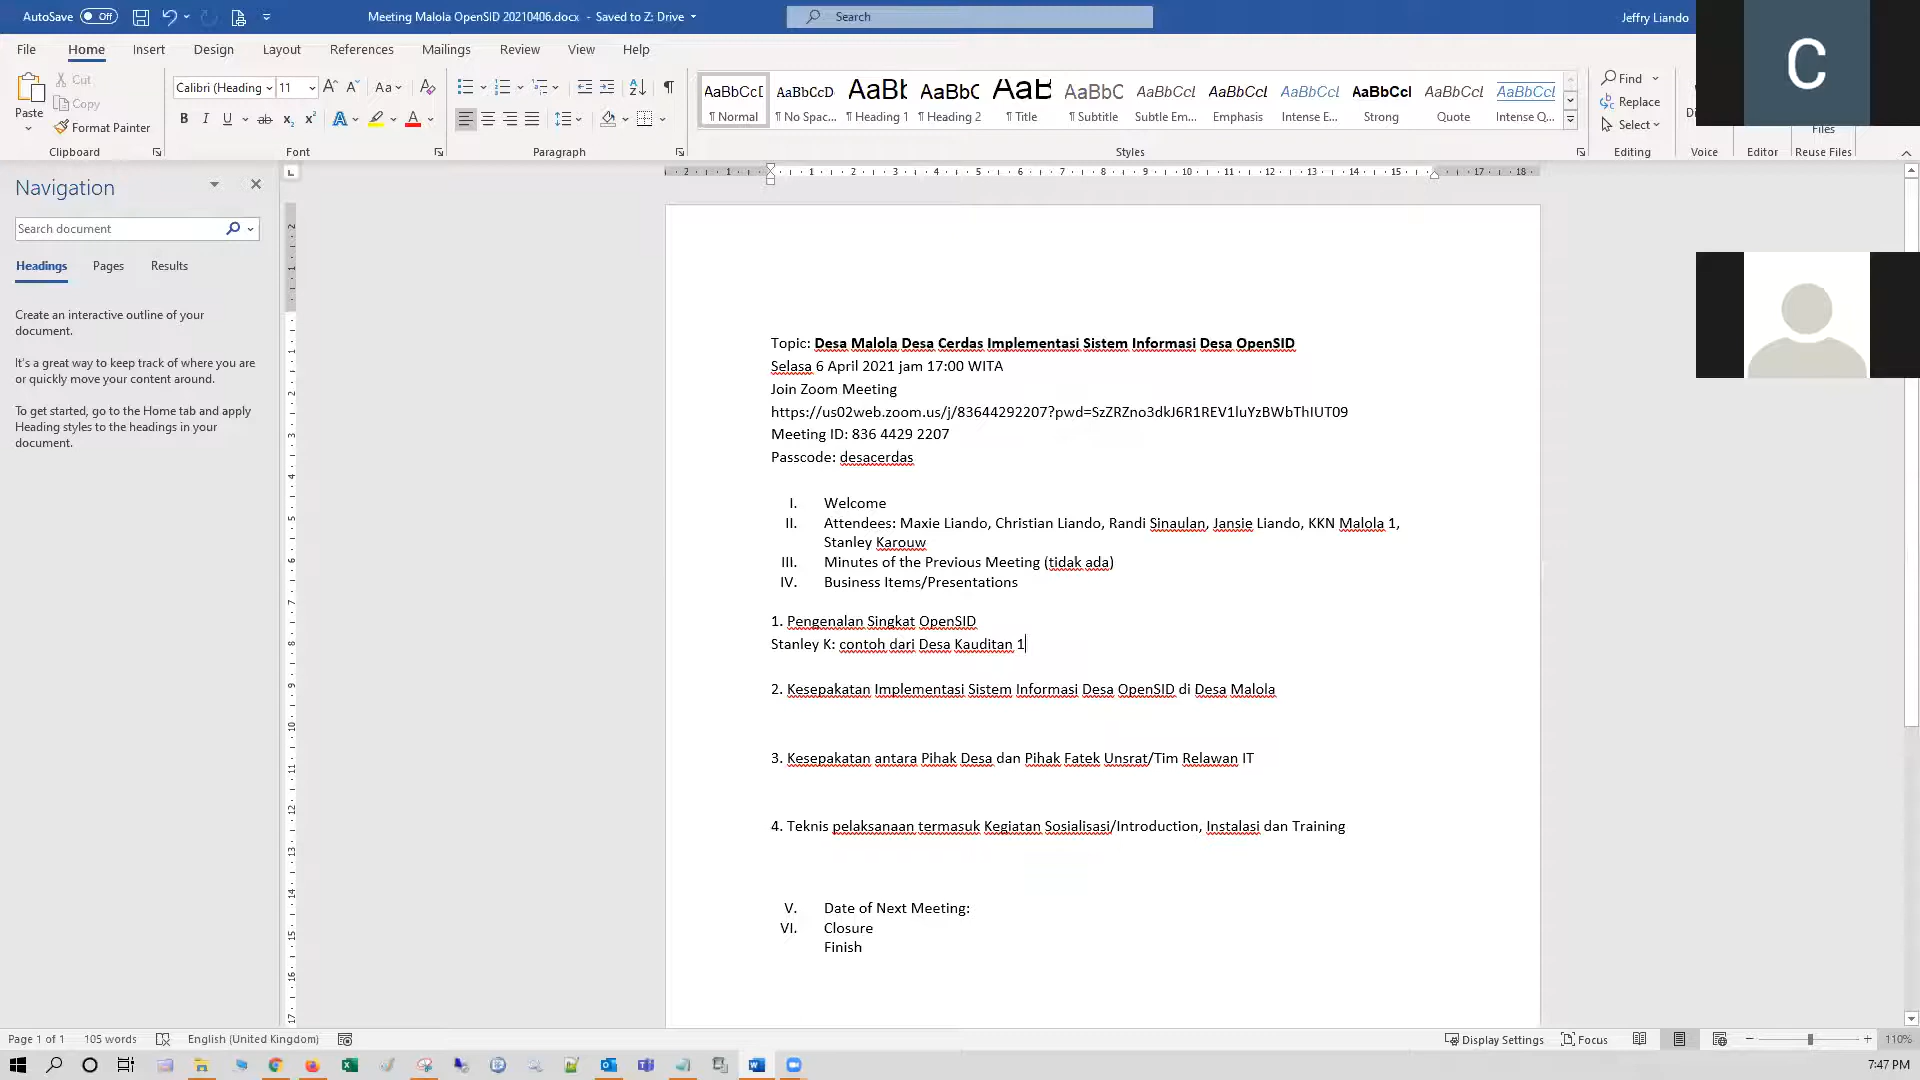 AutoSave Off Meeting Malola OpenSID 20210406.docx - Saved to Z: Drive Search Jeffry Liando
File Home Insert Design Layout References Mailings Review View Help
Cut
Copy
Paste Format Painter
Clipboard
Calibri (Heading 11
Font
Paragraph
AaBbCcD AaBbCcD AaBb AaBbC AaB AaBbC AaBbCcl AaBbCcl AaBbCcl AaBbCcl AaBbCcl AaBbCcl
¶ Normal ¶ No Spac... ¶ Heading 1 ¶ Heading 2 ¶ Title ¶ Subtitle Subtle Em... Emphasis Intense E... Strong Quote Intense Q...
Styles
Find
Replace
Select
Editing
Voice
Editor
Files
Reuse Files
C
Navigation
Search document
Headings Pages Results
Create an interactive outline of your
document.
It's a great way to keep track of where you are
or quickly move your content around.
To get started, go to the Home tab and apply
Heading styles to the headings in your
document.
Topic: Desa Malola Desa Cerdas Implementasi Sistem Informasi Desa OpenSID
Selasa 6 April 2021 jam 17:00 WITA
Join Zoom Meeting
https://us02web.zoom.us/j/83644292207?pwd=SzZRZno3dkJ6R1REV1luYzBWbThIUT09
Meeting ID: 836 4429 2207
Passcode: desacerdas
I. Welcome
II. Attendees: Maxie Liando, Christian Liando, Randi Sinaulan, Jansie Liando, KKN Malola 1,
Stanley Karouw
III. Minutes of the Previous Meeting (tidak ada)
IV. Business Items/Presentations
1. Pengenalan Singkat OpenSID
Stanley K: contoh dari Desa Kauditan 1
2. Kesepakatan Implementasi Sistem Informasi Desa OpenSID di Desa Malola
3. Kesepakatan antara Pihak Desa dan Pihak Fatek Unsrat/Tim Relawan IT
4. Teknis pelaksanaan termasuk Kegiatan Sosialisasi/Introduction, Instalasi dan Training
V. Date of Next Meeting:
VI. Closure
Finish
Page 1 of 1 105 words English (United Kingdom) Display Settings Focus 110%
7:47 PM